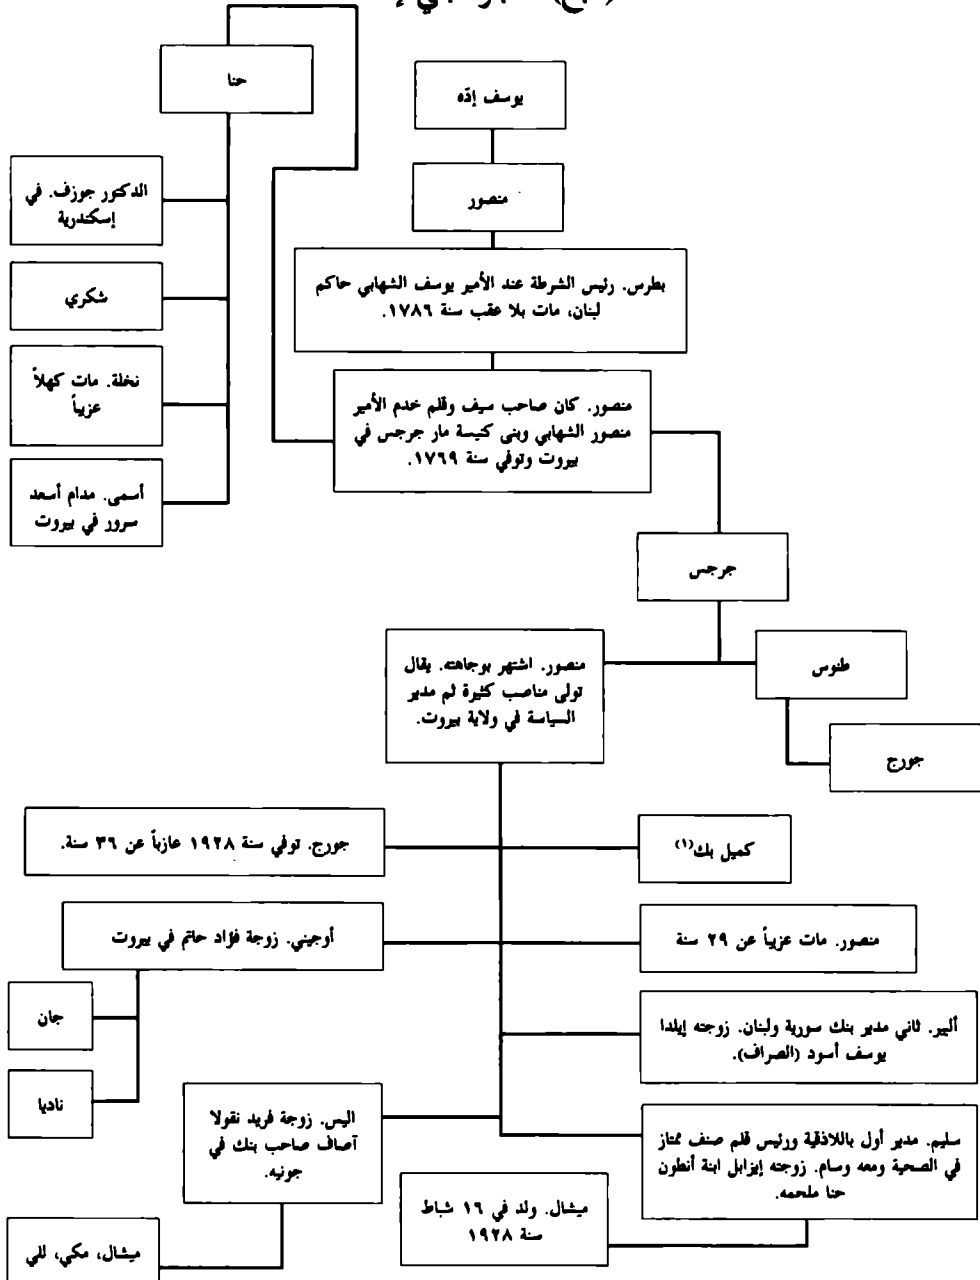 (تابع)
يوسف إدّه
منصور
بطرس. رئيس الشرطة عند الأمير يوسف الشهابي حاكم
لبنان، مات بلا عقب سنة ١٧٨٦.
منصور. كان صاحب سيف وقلم خدم الأمير
منصور الشهابي وبنى كنيسة مار جرجس في
بيروت وتوفي سنة ١٧٦٩.
حنا
الدكتور جوزف. في
إسكندرية
شكري
نخلة. مات كهلاً
عزيباً
أسمى. مدام أسعد
سرور في بيروت
جرجس
طنوس
جورج
منصور. اشتهر بوجاهته. يقال
تولى مناصب كثيرة ثم مدير
السياسة في ولاية بيروت.
كميل بك(١)
جورج. توفي سنة ١٩٢٨ عازباً عن ٣٦ سنة.
منصور. مات عزيباً عن ٢٩ سنة
أوجيني. زوجة فؤاد حاتم في بيروت
جان
ناديا
ألبير. ثاني مدير بنك سورية ولبنان. زوجته إيلدا
يوسف أسود (الصراف).
اليس. زوجة فريد نقولا
آصاف صاحب بنك في
جونيه.
سليم. مدير أول باللاذقية ورئيس قلم صنف ممتاز
في الصحية ومعه وسام. زوجته إيزابل ابنة أنطون
حنا ملحمه.
ميشال. ولد في ١٦ شباط
سنة ١٩٢٨
ميشال، مكي، للي